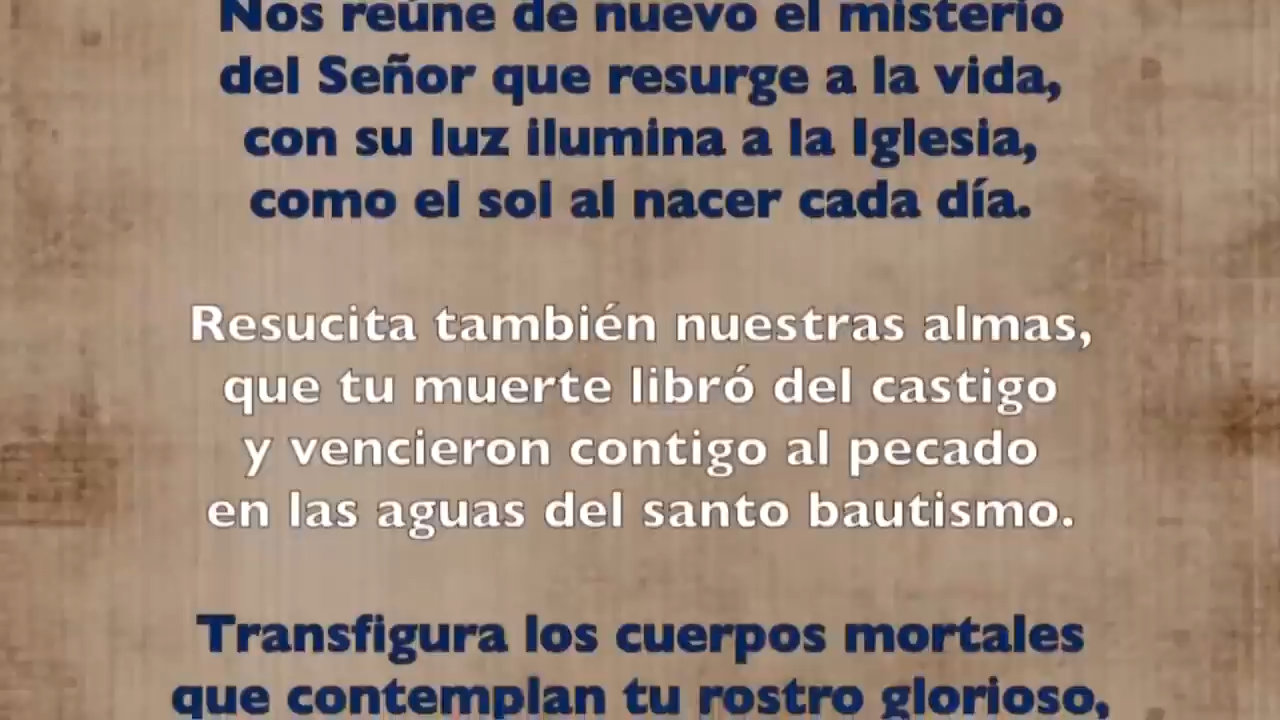 Nos reúne de nuevo el misterio
del Señor que resurge a la vida,
con su luz ilumina a la Iglesia,
como el sol al nacer cada día.
Resucita también nuestras almas,
que tu muerte libró del castigo
y vencieron contigo al pecado
en las aguas del santo bautismo.
Transfigura los cuerpos mortales
que contemplan tu rostro glorioso,